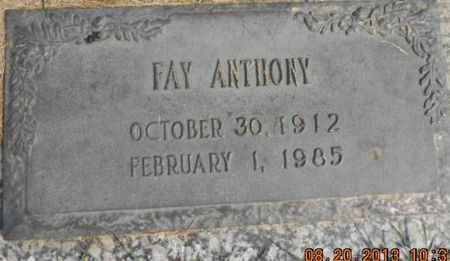 FAY ANTHONY
OCTOBER 30, 1912
FEBRUARY 1, 1985
08.20.2013 10:3